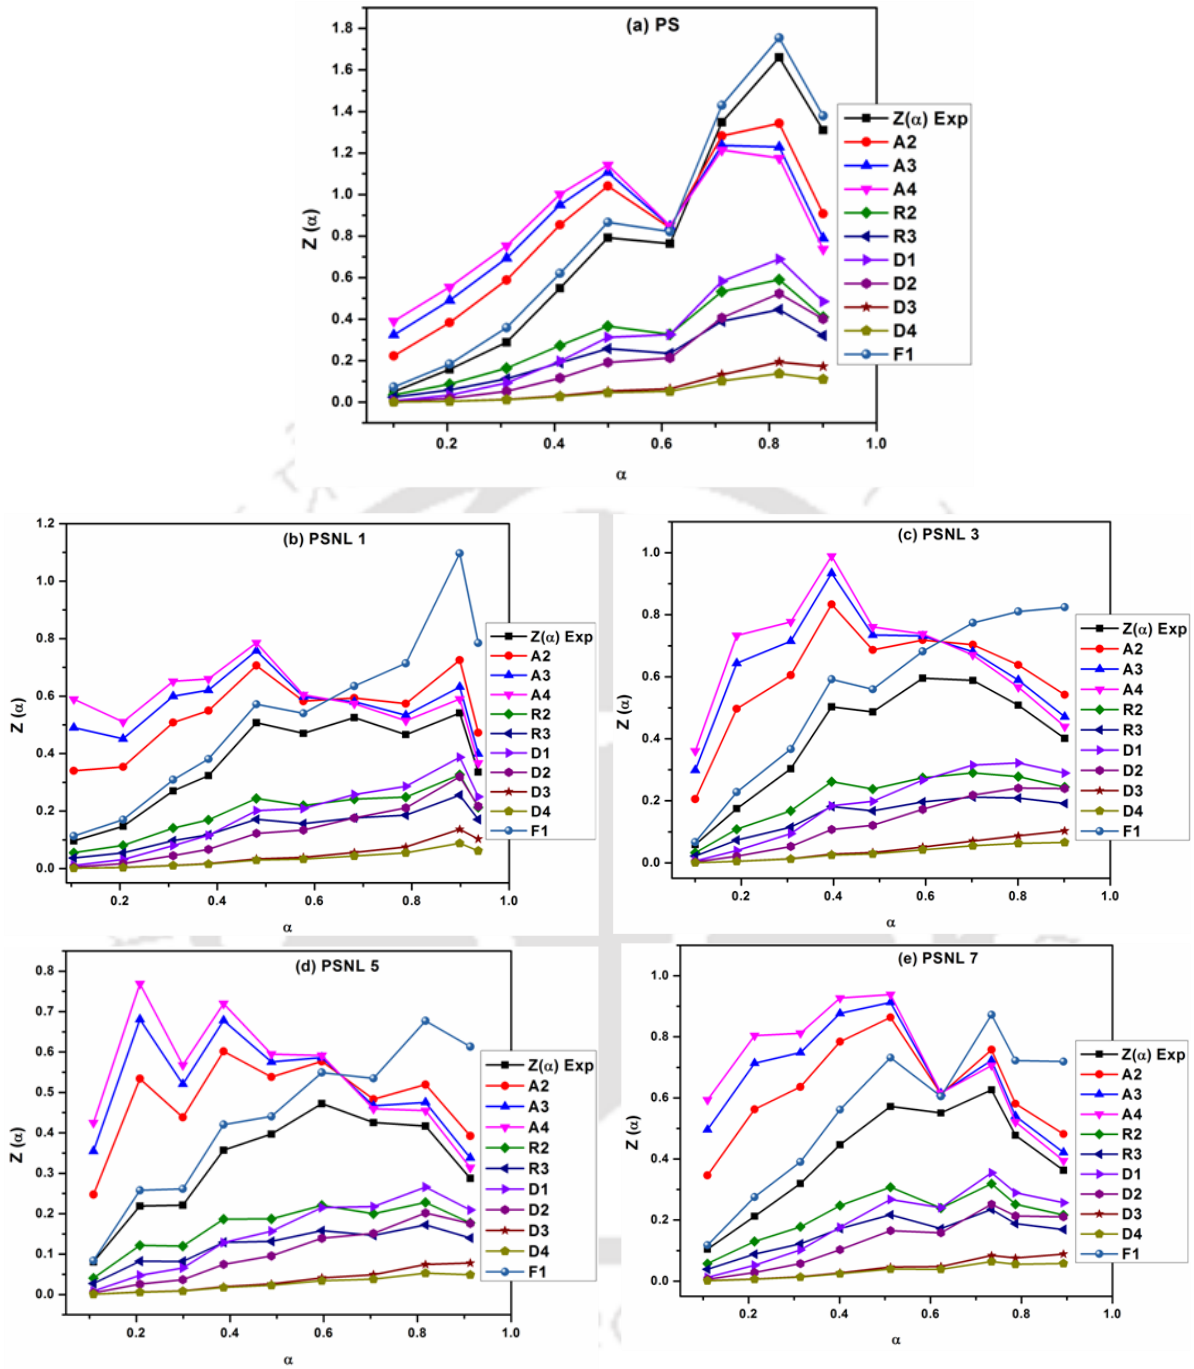 (a) PS
1.8
1.6
1.4
1.2
1.0
0.8
0.6
0.4
0.2
0.0
Z (α)
0.2 0.4 0.6 0.8 1.0
α
Z(α) Exp
A2
A3
A4
R2
R3
D1
D2
D3
D4
F1
(b) PSNL 1
1.2
1.0
0.8
0.6
0.4
0.2
0.0
Z (α)
0.2 0.4 0.6 0.8 1.0
α
Z(α) Exp
A2
A3
A4
R2
R3
D1
D2
D3
D4
F1
(c) PSNL 3
1.0
0.8
0.6
0.4
0.2
0.0
Z (α)
0.2 0.4 0.6 0.8 1.0
α
Z(α) Exp
A2
A3
A4
R2
R3
D1
D2
D3
D4
F1
(d) PSNL 5
0.8
0.7
0.6
0.5
0.4
0.3
0.2
0.1
0.0
Z (α)
0.2 0.4 0.6 0.8 1.0
α
Z(α) Exp
A2
A3
A4
R2
R3
D1
D2
D3
D4
F1
(e) PSNL 7
1.0
0.8
0.6
0.4
0.2
0.0
Z (α)
0.2 0.4 0.6 0.8 1.0
α
Z(α) Exp
A2
A3
A4
R2
R3
D1
D2
D3
D4
F1